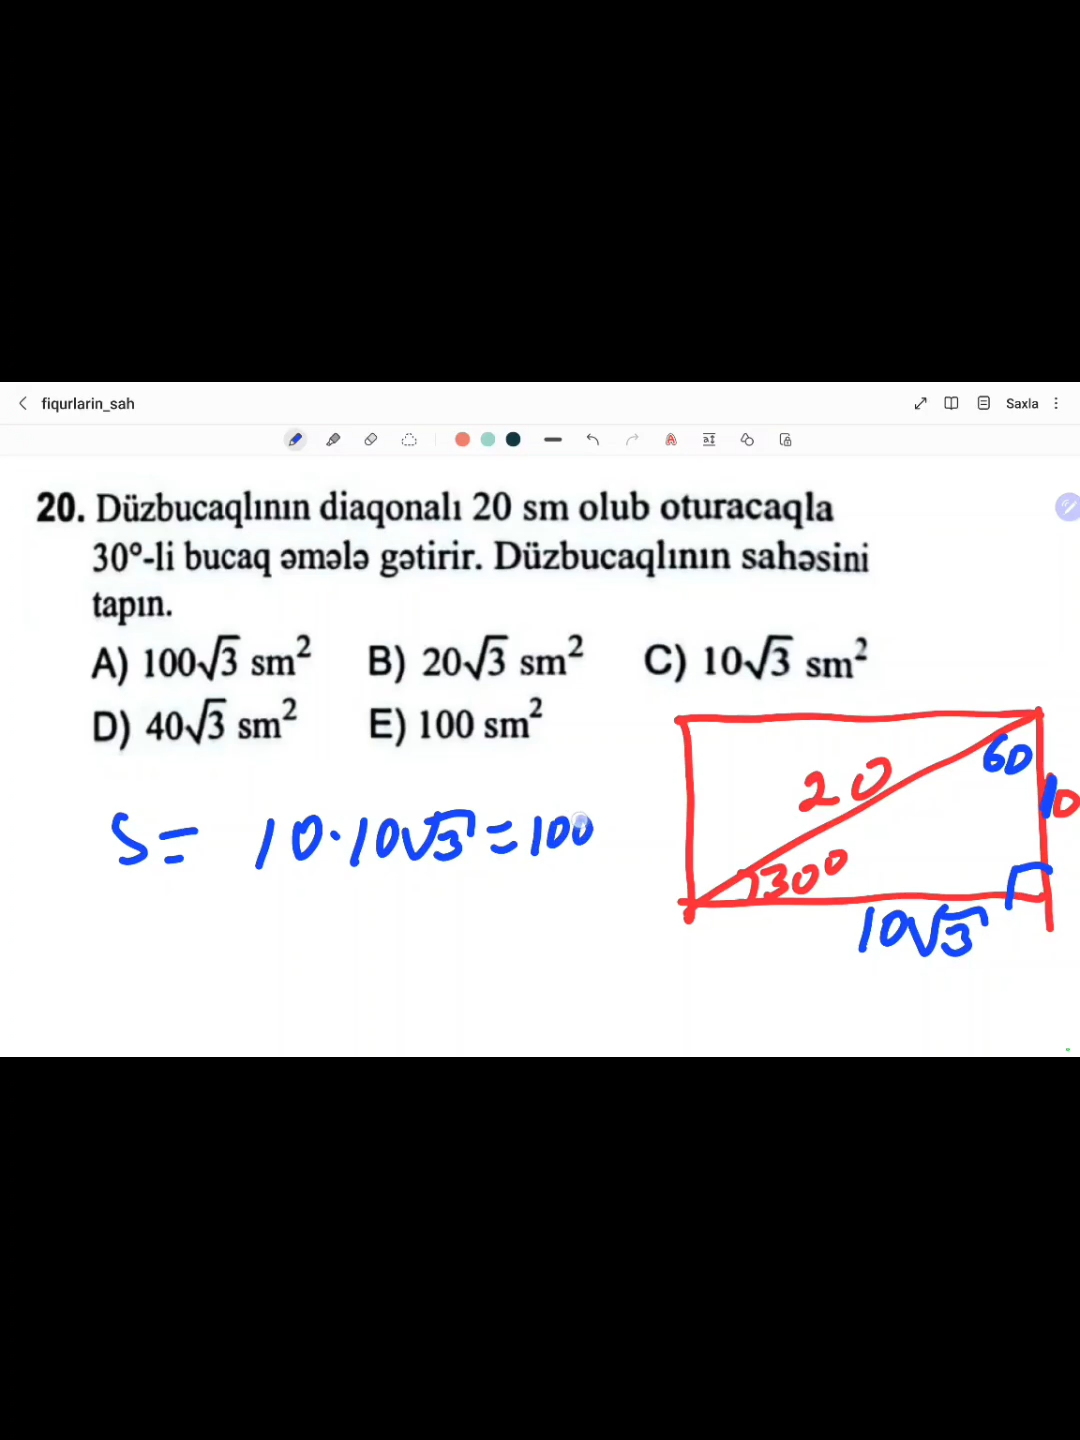 fiqurlarin_sah
Saxla
20. Düzbucaqlının diaqonalı 20 sm olub oturacaqla
30°-li bucaq əmələ gətirir. Düzbucaqlının sahəsini
tapın.
A) 100√3 sm² B) 20√3 sm² C) 10√3 sm²
D) 40√3 sm² E) 100 sm²
60
20
10
S = 10·10√3 = 100
30°
10√3